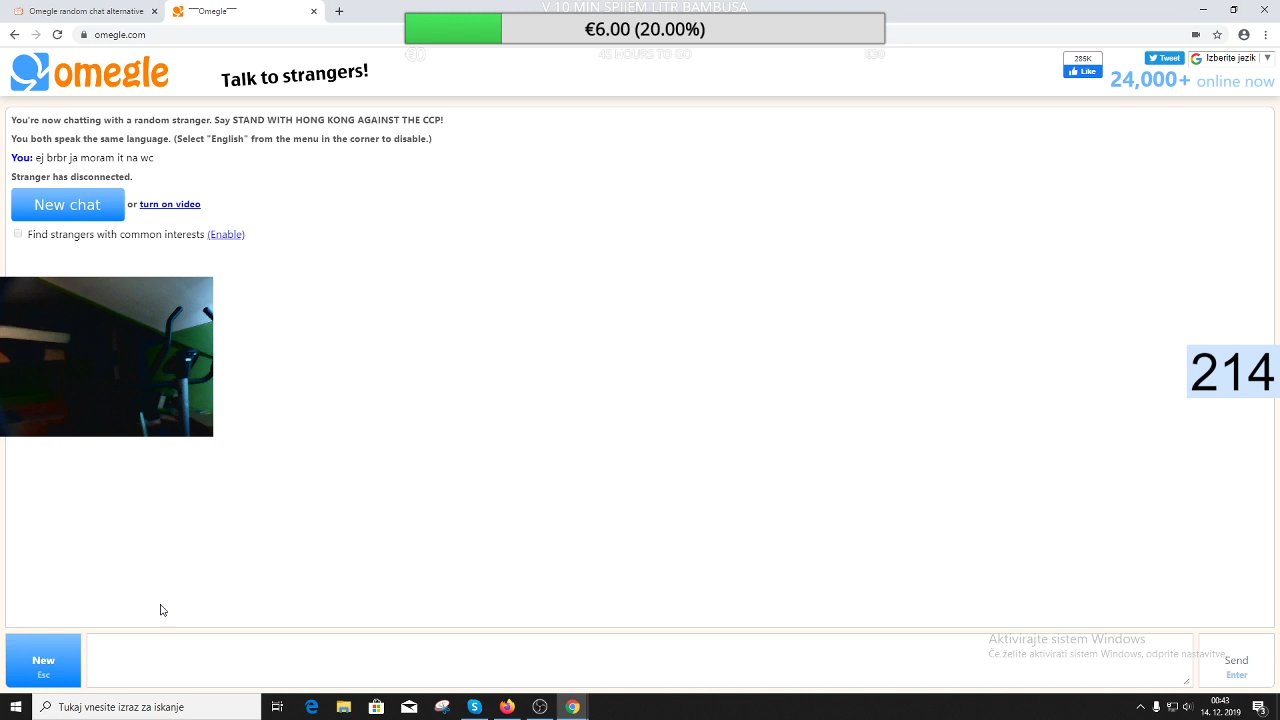 Omegle random chat alternative
Omegle
V 10 MIN SPIJEM LITR BAMBUSA
€6.00 (20.00%)
45 HOURS TO GO
omegle.com
omegle
Talk to strangers!
285K
Like
Tweet
Izberite jezik
24,000+ online now
You're now chatting with a random stranger. Say STAND WITH HONG KONG AGAINST THE CCP!
You both speak the same language. (Select "English" from the menu in the corner to disable.)
You: ej brbr ja moram it na wc
Stranger has disconnected.
New chat or turn on video
Find strangers with common interests (Enable)
214
New
Esc
Aktivirajte sistem Windows
Če želite aktivirati sistem Windows, odprite nastavitve.
Send
Enter
Tukaj vnesite izraz za iskanje
00:43
14. 12. 2019